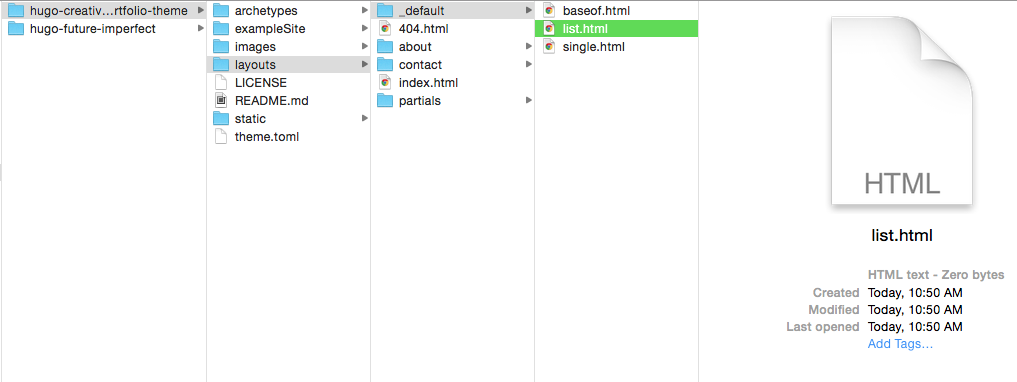 hugo-creativ...rtfolio-theme
hugo-future-imperfect
archetypes
exampleSite
images
layouts
LICENSE
README.md
static
theme.toml
_default
404.html
about
contact
index.html
partials
baseof.html
list.html
single.html
HTML
list.html
HTML text - Zero bytes
Created Today, 10:50 AM
Modified Today, 10:50 AM
Last opened Today, 10:50 AM
Add Tags...